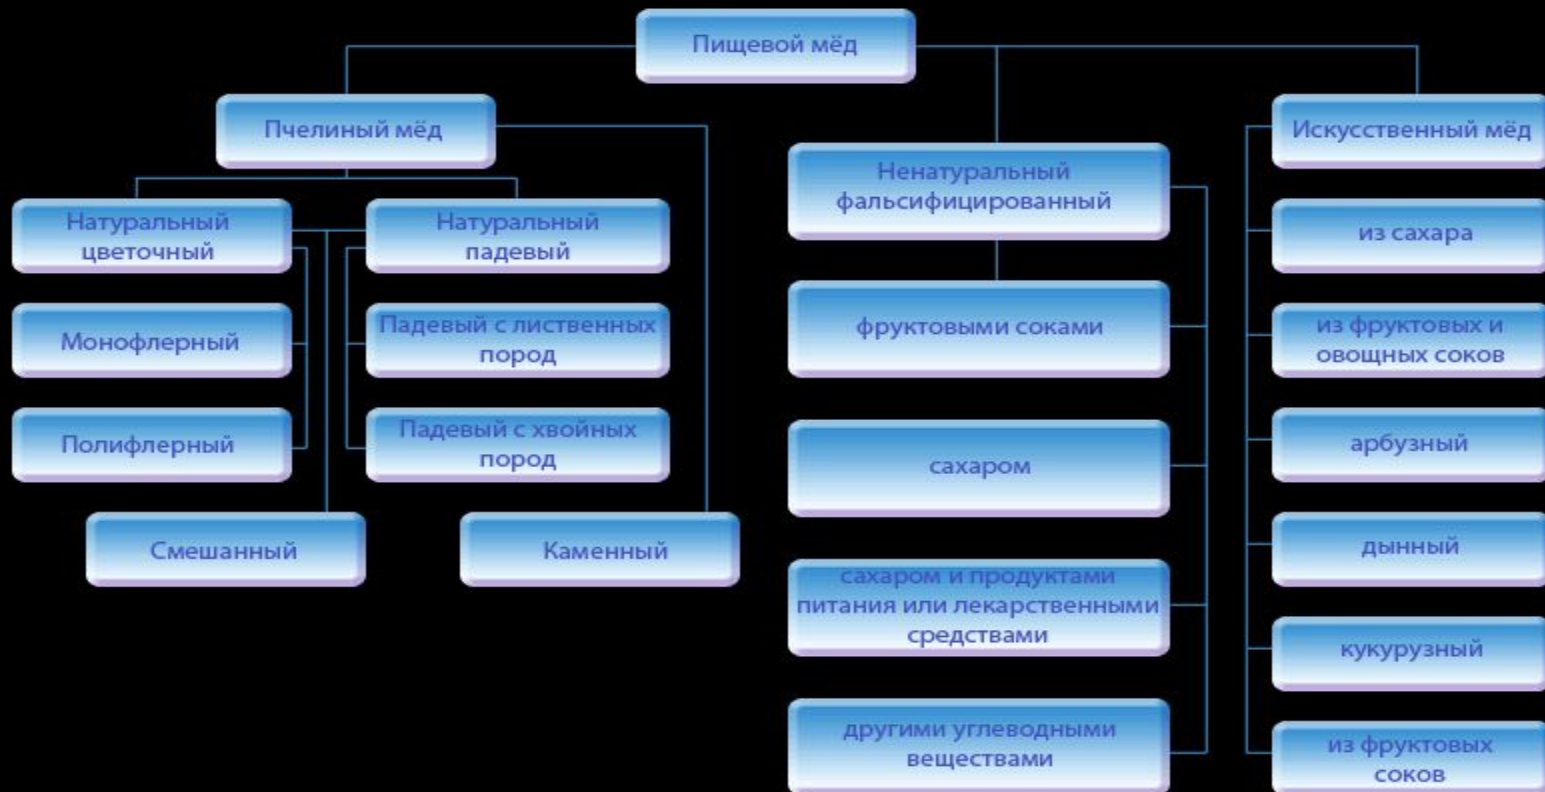 Пищевой мёд
Пчелиный мёд
Натуральный
цветочный
Монофлерный
Полифлерный
Натуральный
падевый
Падевый с лиственных
пород
Падевый с хвойных
пород
Смешанный
Каменный
Ненатуральный
фальсифицированный
фруктовыми соками
сахаром
сахаром и продуктами
питания или лекарственными
средствами
другими углеводными
веществами
Искусственный мёд
из сахара
из фруктовых и
овощных соков
арбузный
дынный
кукурузный
из фруктовых
соков